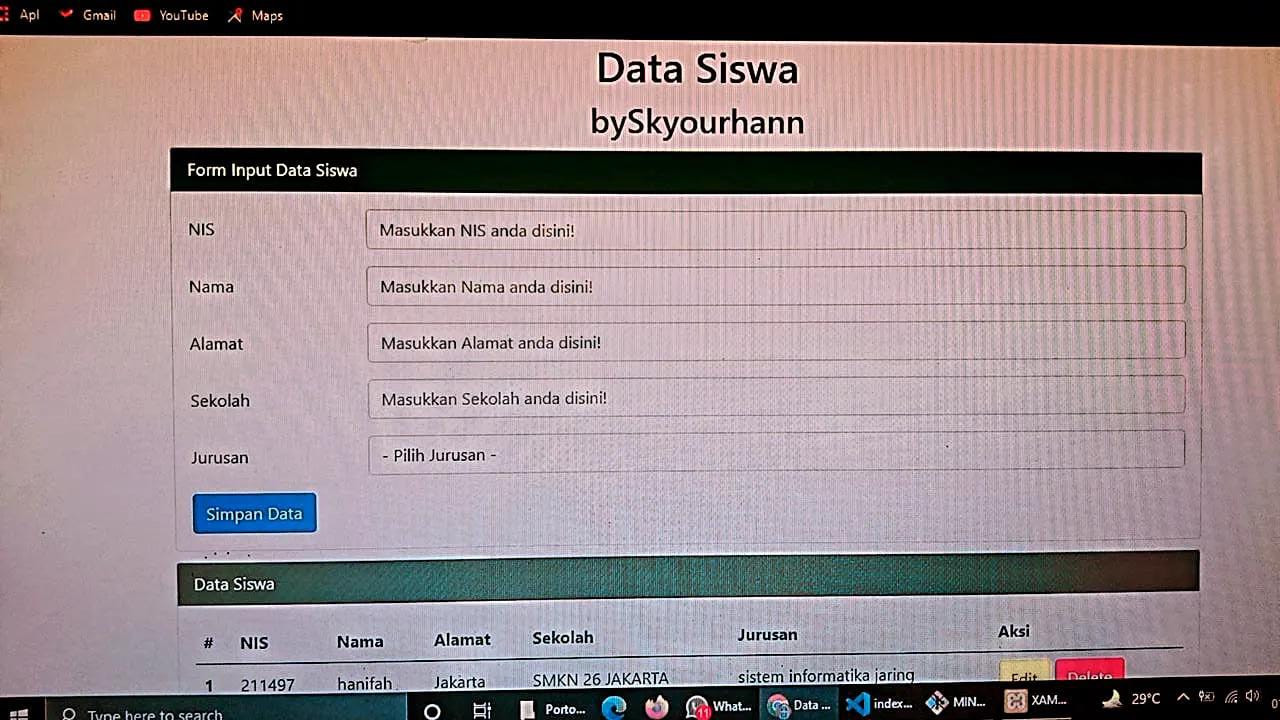 Apl Gmail YouTube Maps
Data Siswa
bySkyourhann
Form Input Data Siswa
NIS Masukkan NIS anda disini!
Nama Masukkan Nama anda disini!
Alamat Masukkan Alamat anda disini!
Sekolah Masukkan Sekolah anda disini!
Jurusan - Pilih Jurusan -
Simpan Data
Data Siswa
# NIS Nama Alamat Sekolah Jurusan Aksi
1 211497 hanifah Jakarta SMKN 26 JAKARTA sistem informatika jaring Edit Delete
Type here to search Porto... 11 What... Data ... index... MIN... XAM... 29°C